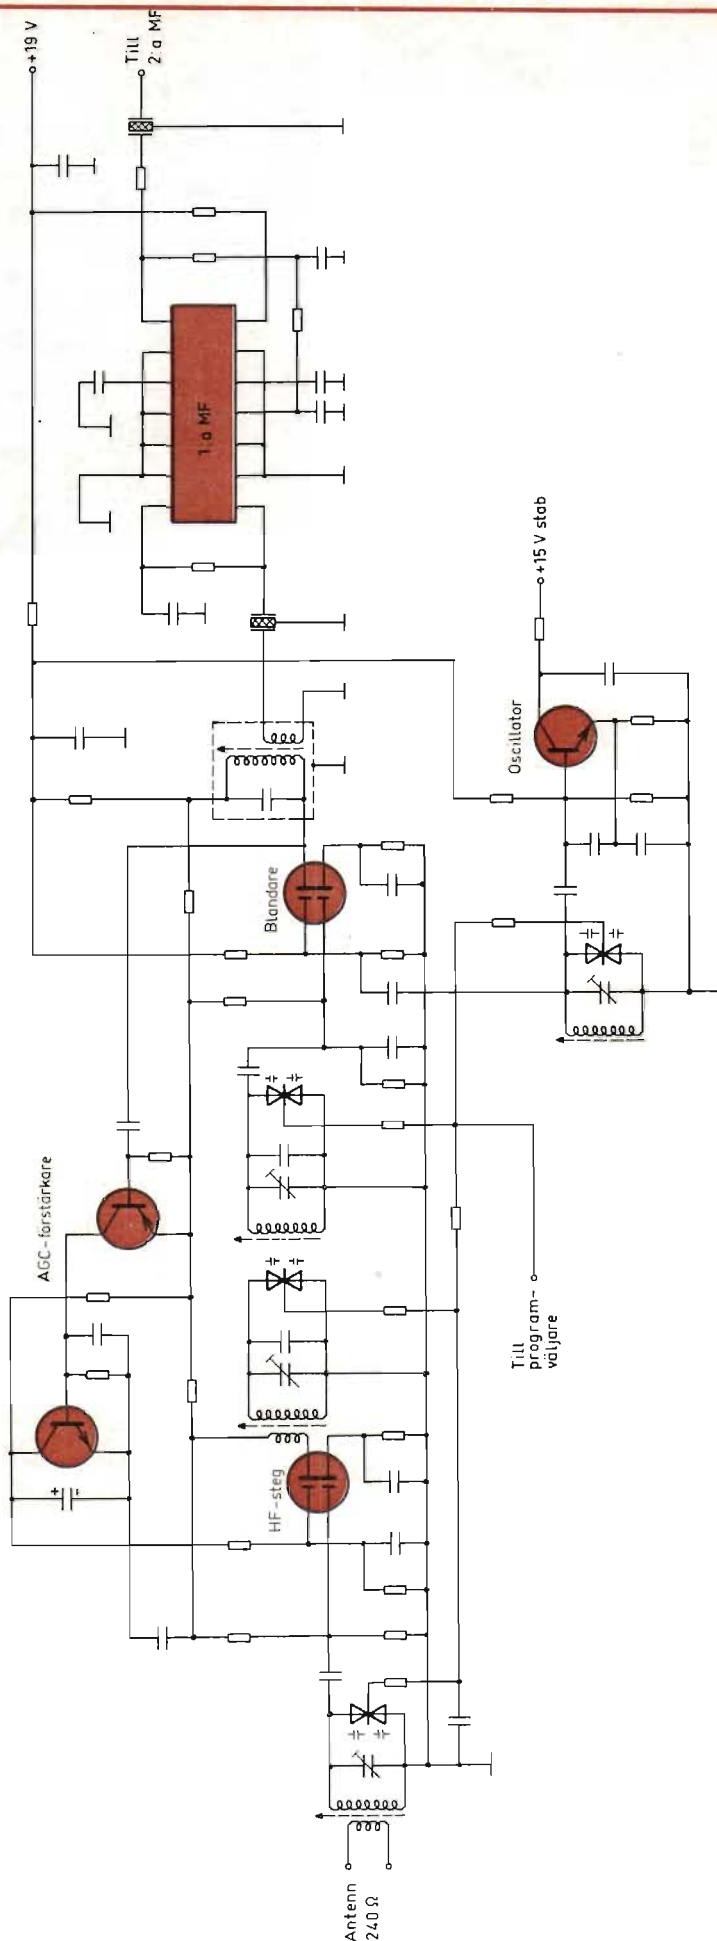 +19 V
Till
2:a MF
1:a MF
+15 V stab
Oscillator
Blandare
AGC-förstärkare
HF-steg
Till
program-
väljare
Antenn
240 Ω
+
-